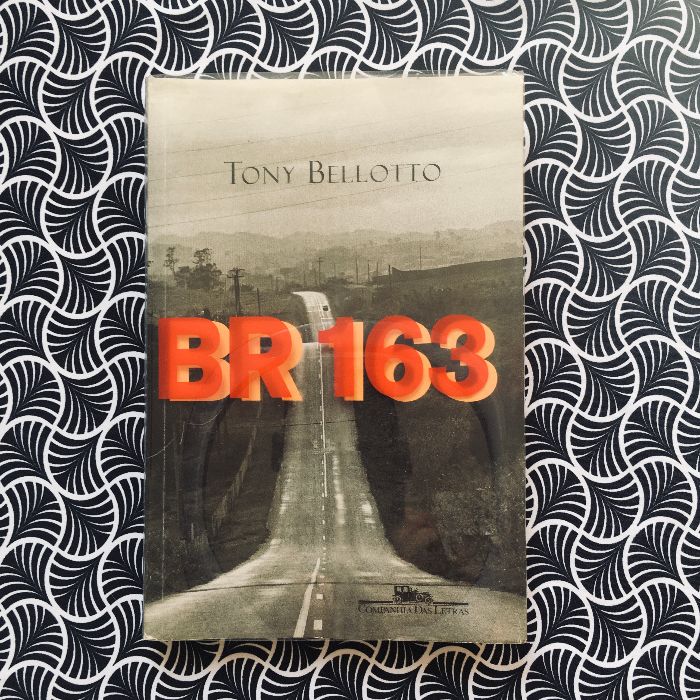 TONY BELLOTTO
BR 163
COMPANHIA DAS LETRAS